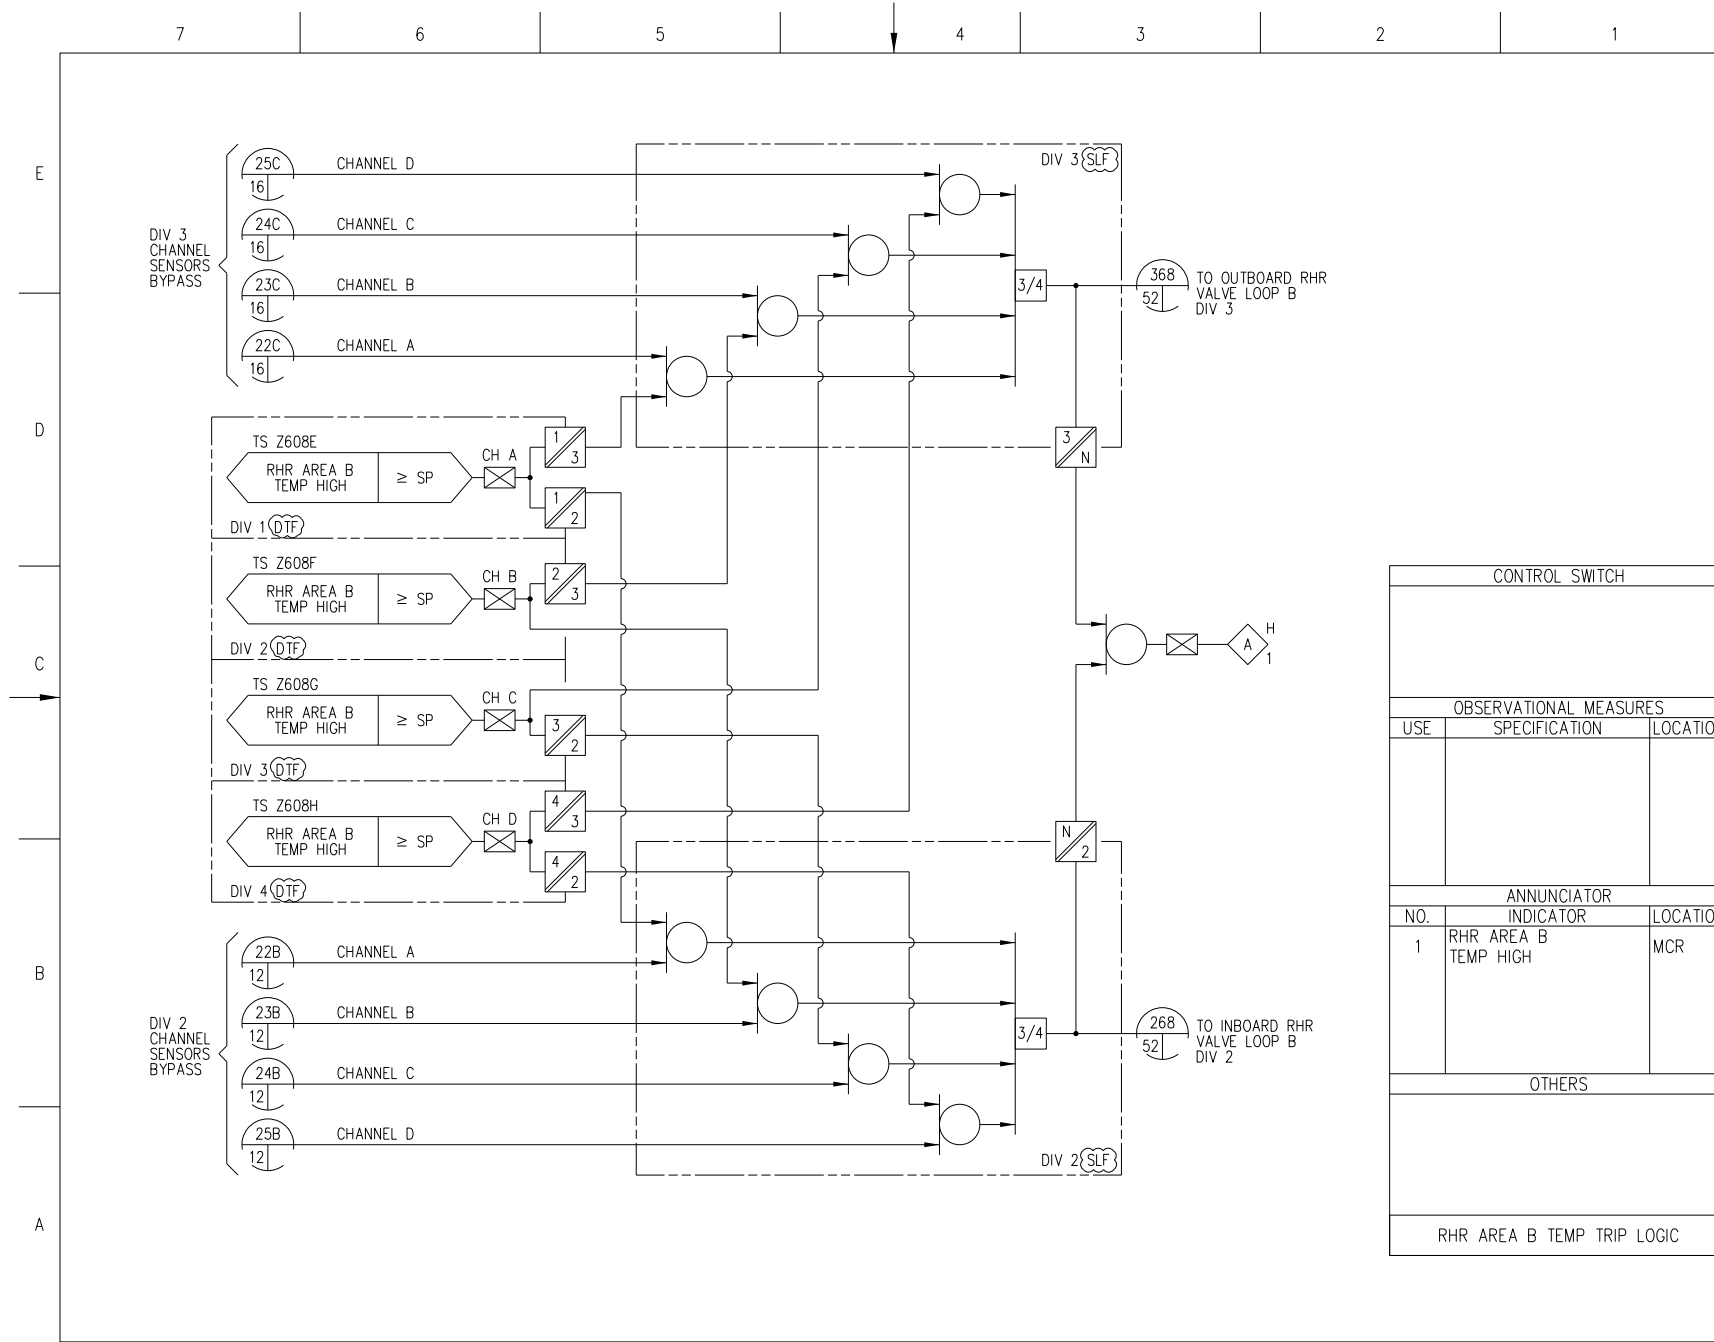 7 6 5 4 3 2 1
E
D
C
B
A
DIV 3
CHANNEL
SENSORS
BYPASS
25C
16
CHANNEL D
24C
16
CHANNEL C
23C
16
CHANNEL B
22C
16
CHANNEL A
DIV 3 SLF
3/4
368
52
TO OUTBOARD RHR
VALVE LOOP B
DIV 3
3
N
TS Z608E
RHR AREA B
TEMP HIGH
≥ SP
CH A
1
3
1
2
DIV 1 DTF
TS Z608F
RHR AREA B
TEMP HIGH
≥ SP
CH B
2
3
DIV 2 DTF
TS Z608G
RHR AREA B
TEMP HIGH
≥ SP
CH C
3
2
DIV 3 DTF
TS Z608H
RHR AREA B
TEMP HIGH
≥ SP
CH D
4
3
4
2
DIV 4 DTF
A
H
1
N
2
DIV 2
CHANNEL
SENSORS
BYPASS
22B
12
CHANNEL A
23B
12
CHANNEL B
24B
12
CHANNEL C
25B
12
CHANNEL D
3/4
268
52
TO INBOARD RHR
VALVE LOOP B
DIV 2
DIV 2 SLF
CONTROL SWITCH
OBSERVATIONAL MEASURES
USE SPECIFICATION LOCATIO
ANNUNCIATOR
NO. INDICATOR LOCATIO
1 RHR AREA B
TEMP HIGH
MCR
OTHERS
RHR AREA B TEMP TRIP LOGIC